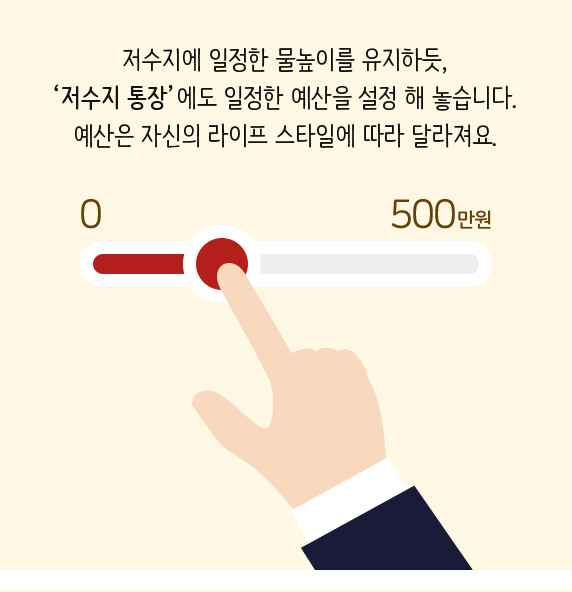 저수지에 일정한 물높이를 유지하듯,
‘저수지 통장’에도 일정한 예산을 설정 해 놓습니다.
예산은 자신의 라이프 스타일에 따라 달라져요.
0 500만원